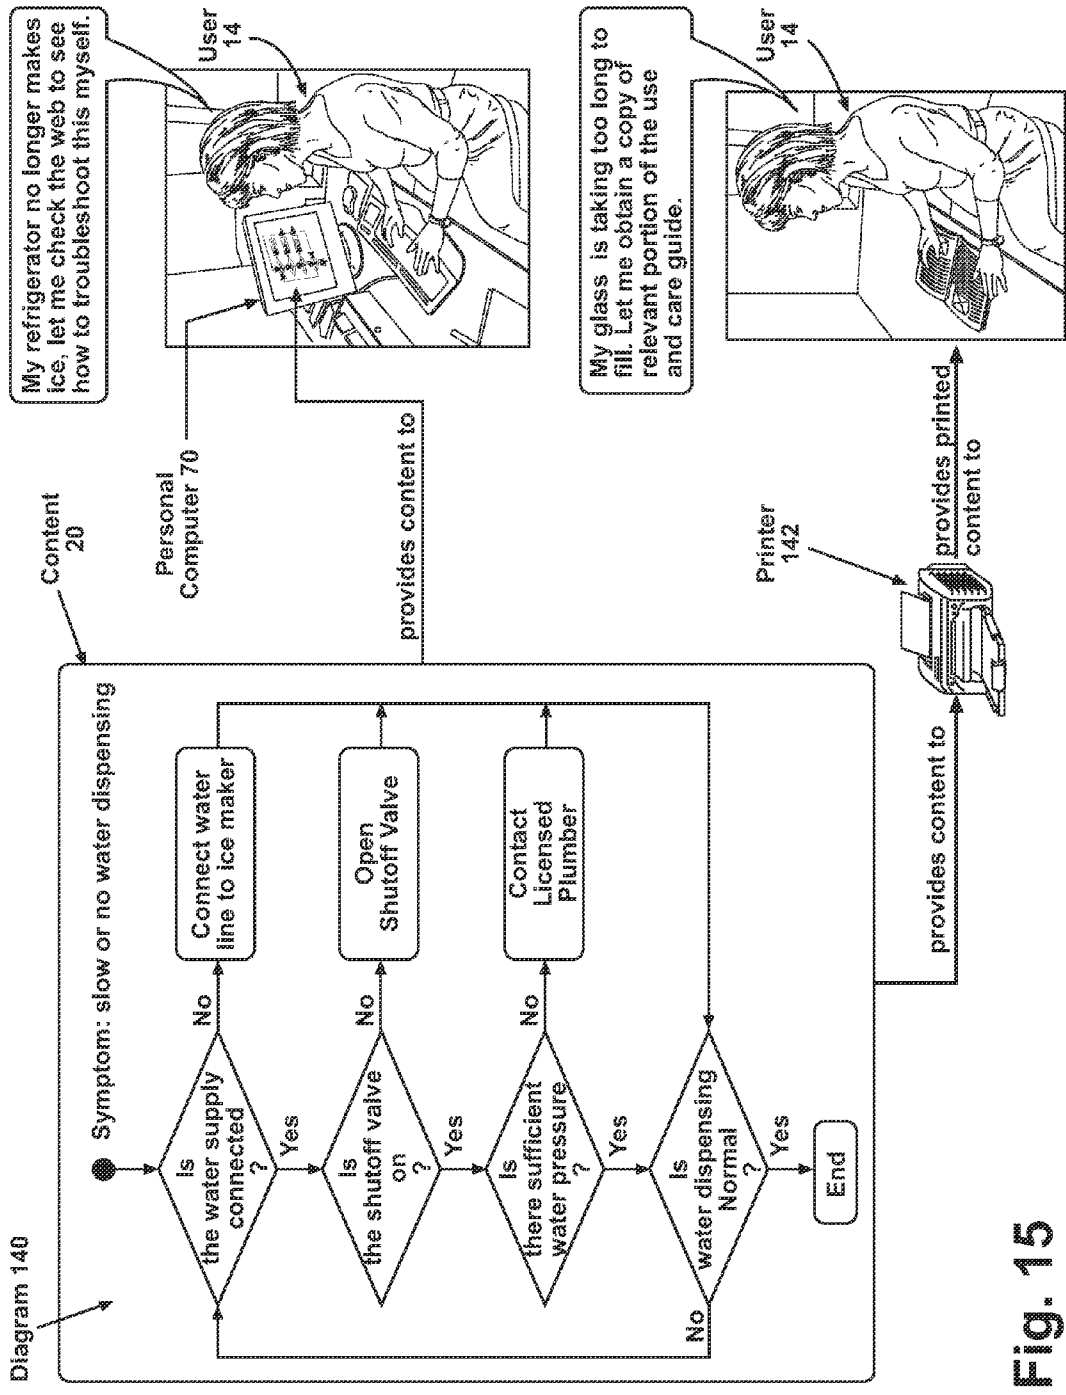 Diagram 140
Content
20
Symptom: slow or no water dispensing
Is
the water supply
connected
?
No
Connect water
line to ice maker
Yes
Is
the shutoff valve
on
?
No
Open
Shutoff Valve
Yes
Is
there sufficient
water pressure
?
No
Contact
Licensed
Plumber
Yes
Is
water dispensing
Normal
?
No
Yes
End
provides content to
Personal
Computer 70
My refrigerator no longer makes
ice, let me check the web to see
how to troubleshoot this myself.
User
14
provides content to
Printer
142
provides printed
content to
My glass is taking too long to
fill. Let me obtain a copy of
relevant portion of the use
and care guide.
User
14
Fig. 15